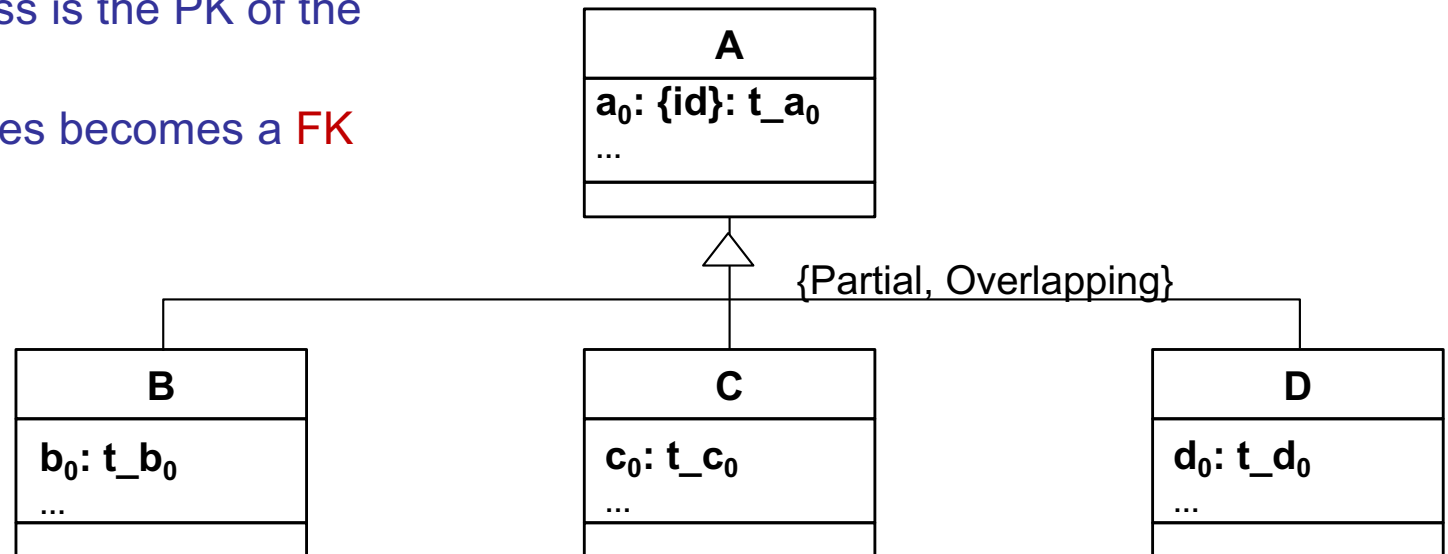 ss is the PK of the
es becomes a FK
A
a₀: {id}: t_a₀
...
{Partial, Overlapping}
B
b₀: t_b₀
...
C
c₀: t_c₀
...
D
d₀: t_d₀
...